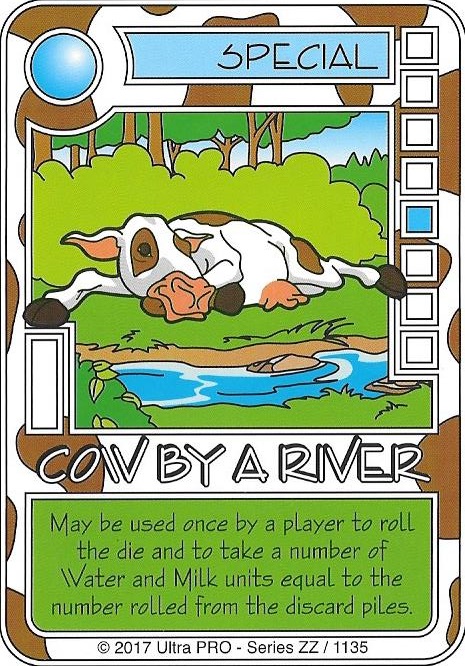 SPECIAL
COW BY A RIVER
May be used once by a player to roll
the die and to take a number of
Water and Milk units equal to the
number rolled from the discard piles.
© 2017 Ultra PRO - Series ZZ / 1135